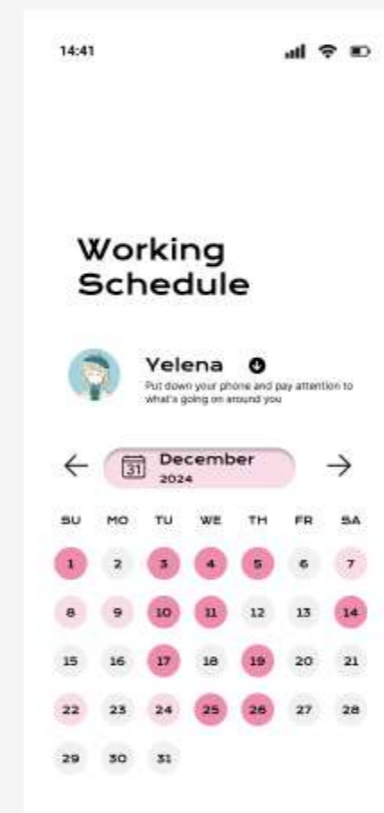 14:41
Working
Schedule
Yelena
Put down your phone and pay attention to
what's going on around you
31 December
2024
SU MO TU WE TH FR SA
1 2 3 4 5 6 7
8 9 10 11 12 13 14
15 16 17 18 19 20 21
22 23 24 25 26 27 28
29 30 31